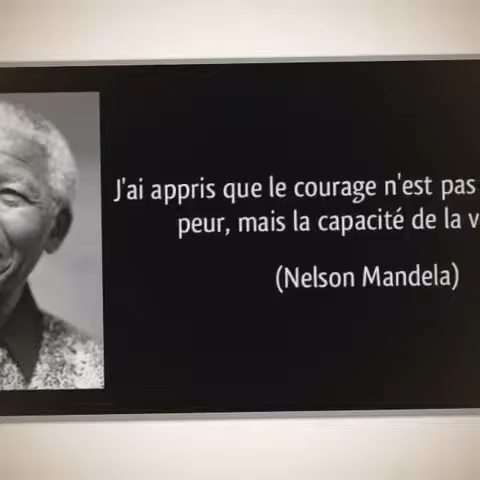 J'ai appris que le courage n'est pas
peur, mais la capacité de la v
(Nelson Mandela)